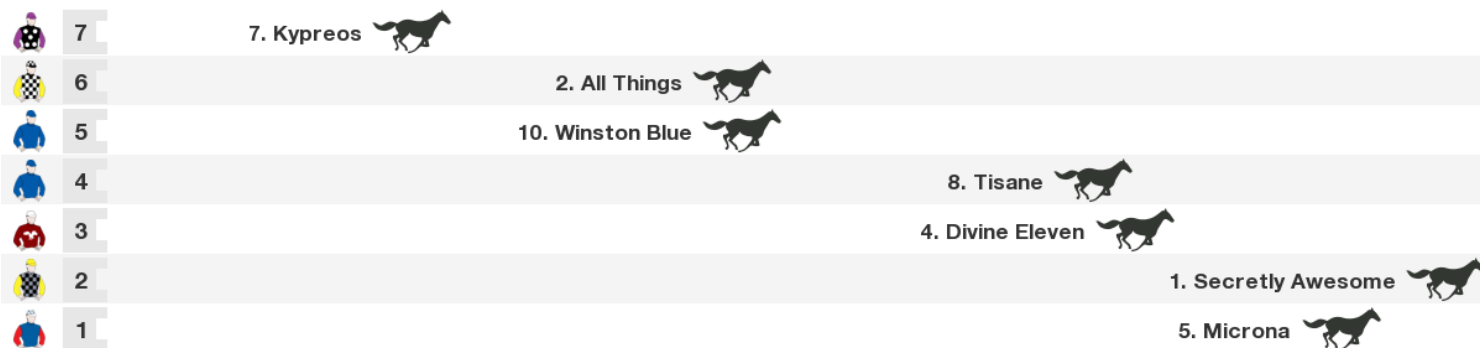 7 7. Kypreos
6 2. All Things
5 10. Winston Blue
4 8. Tisane
3 4. Divine Eleven
2 1. Secretly Awesome
1 5. Microna